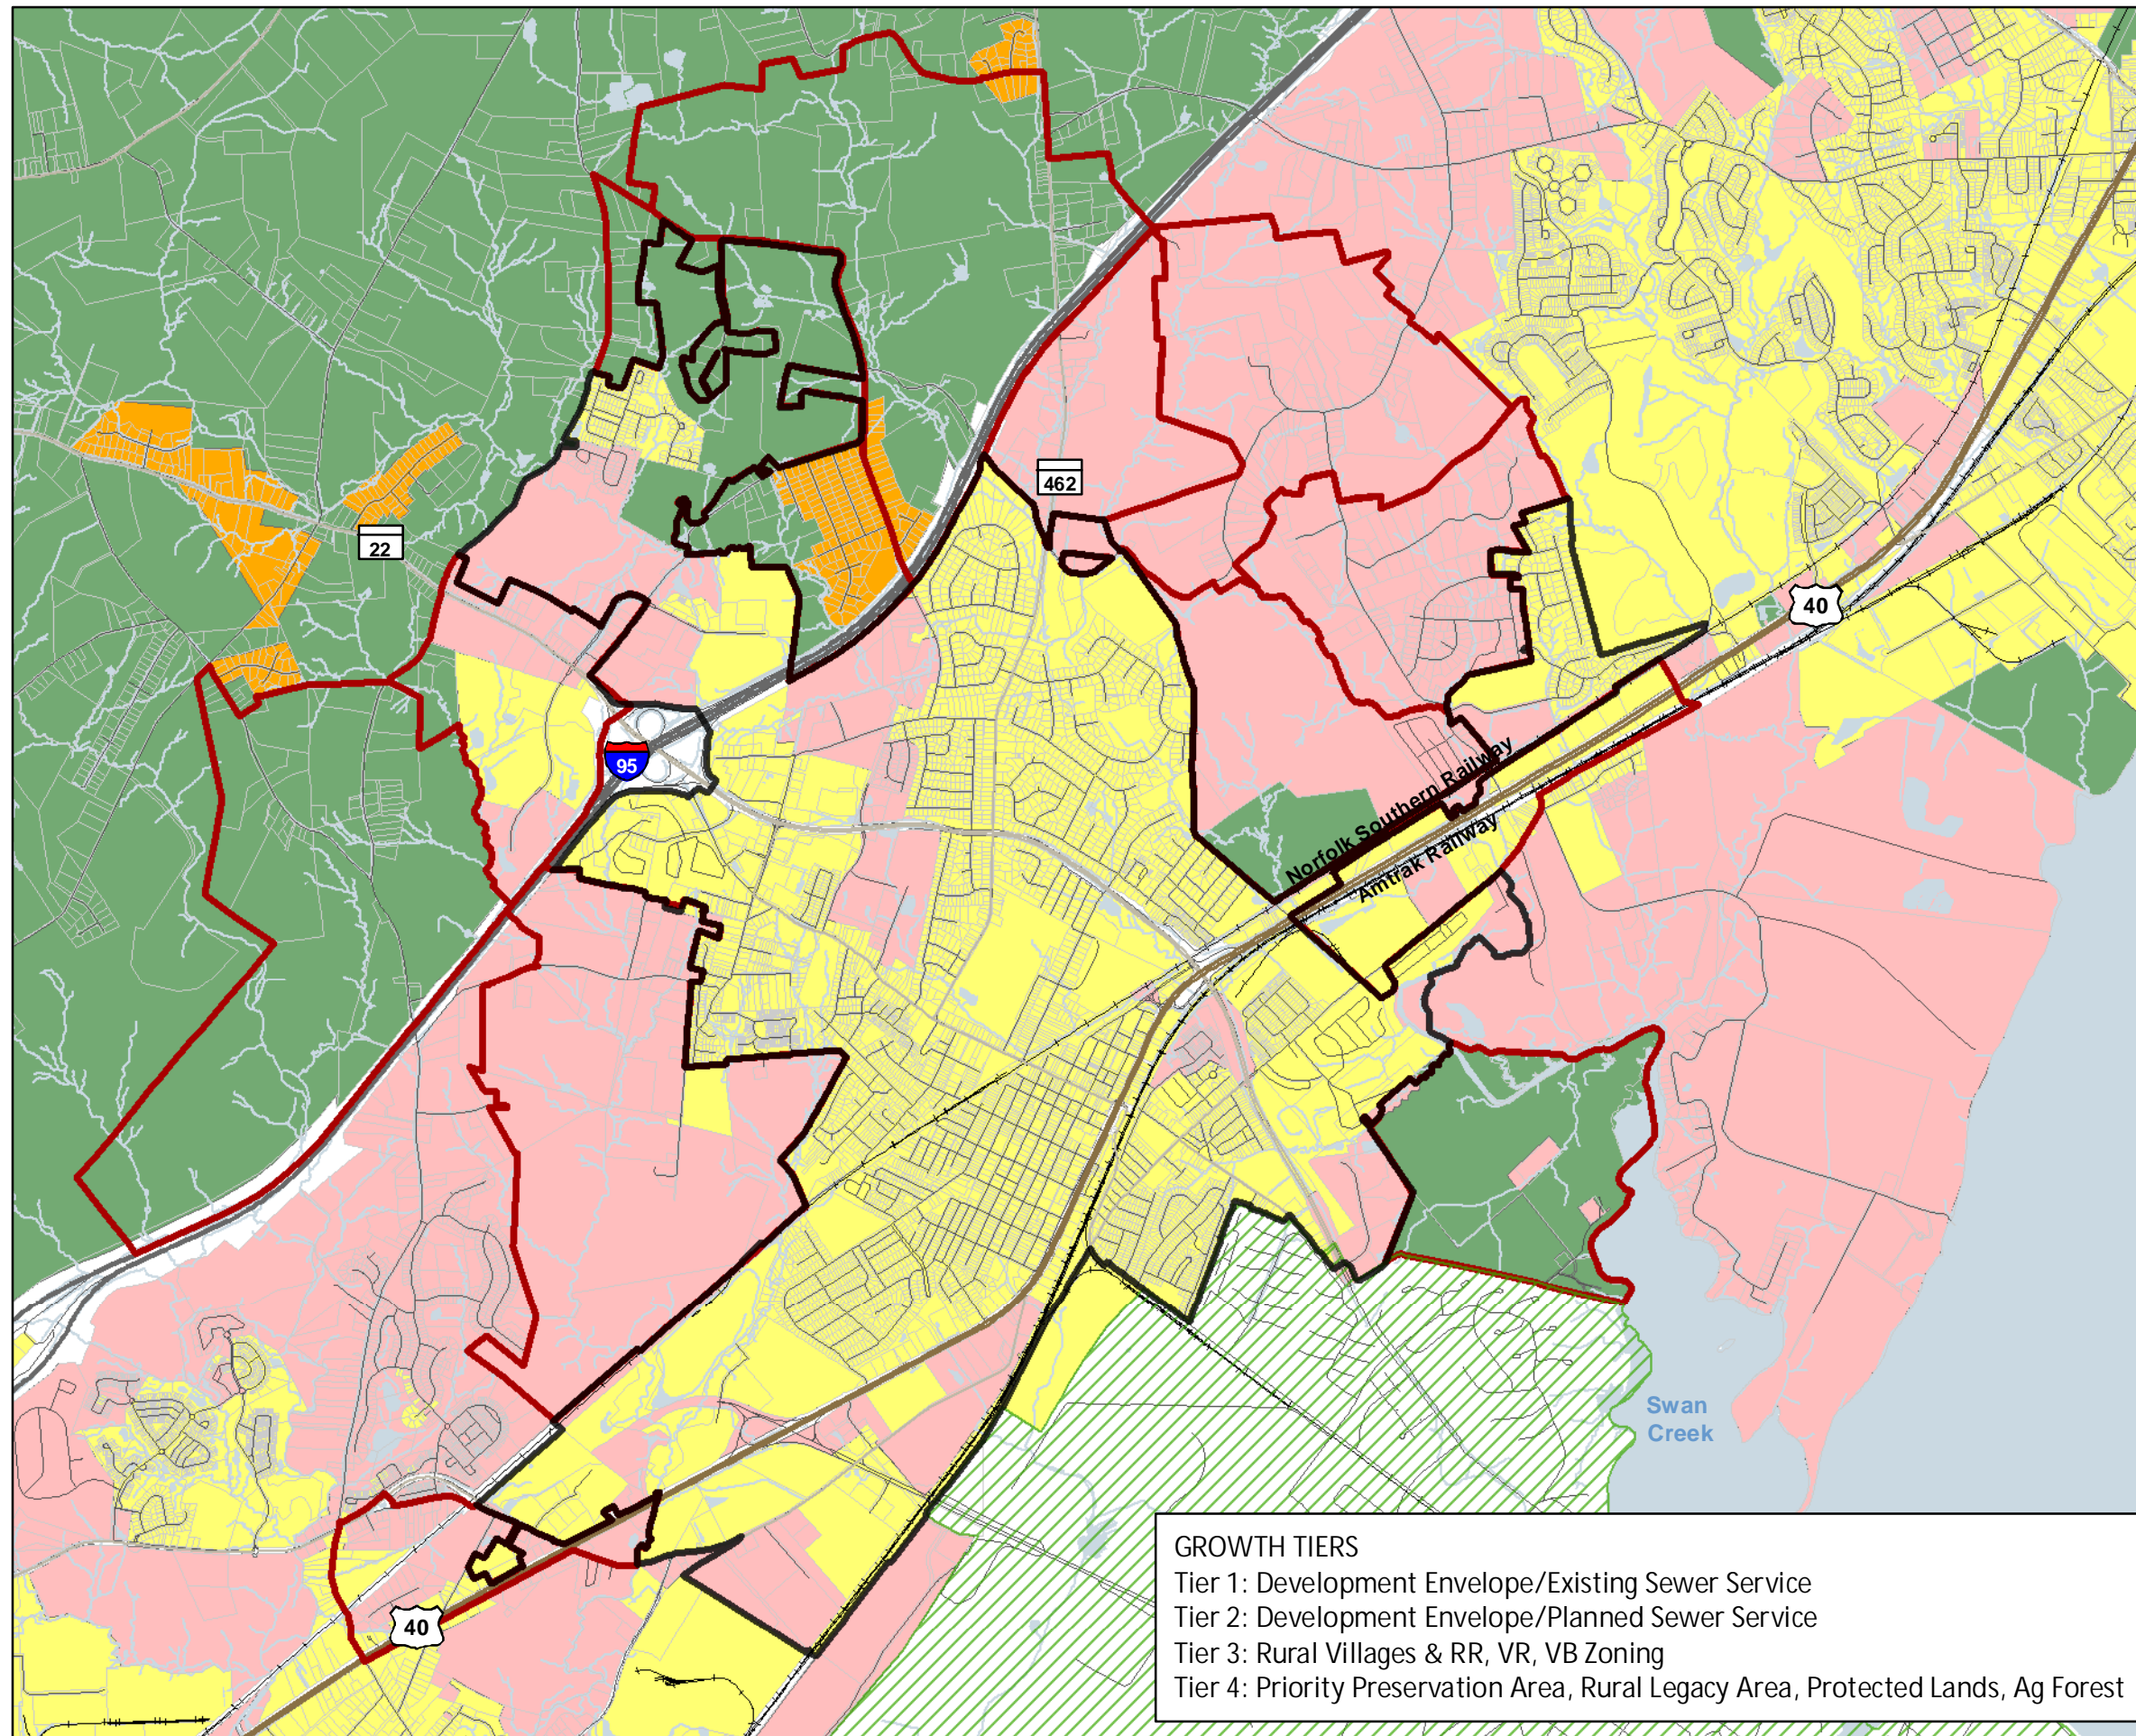 462
22
40
95
Norfolk Southern Railway
Amtrak Railway
Swan
Creek
40
GROWTH TIERS
Tier 1: Development Envelope/Existing Sewer Service
Tier 2: Development Envelope/Planned Sewer Service
Tier 3: Rural Villages & RR, VR, VB Zoning
Tier 4: Priority Preservation Area, Rural Legacy Area, Protected Lands, Ag Forest